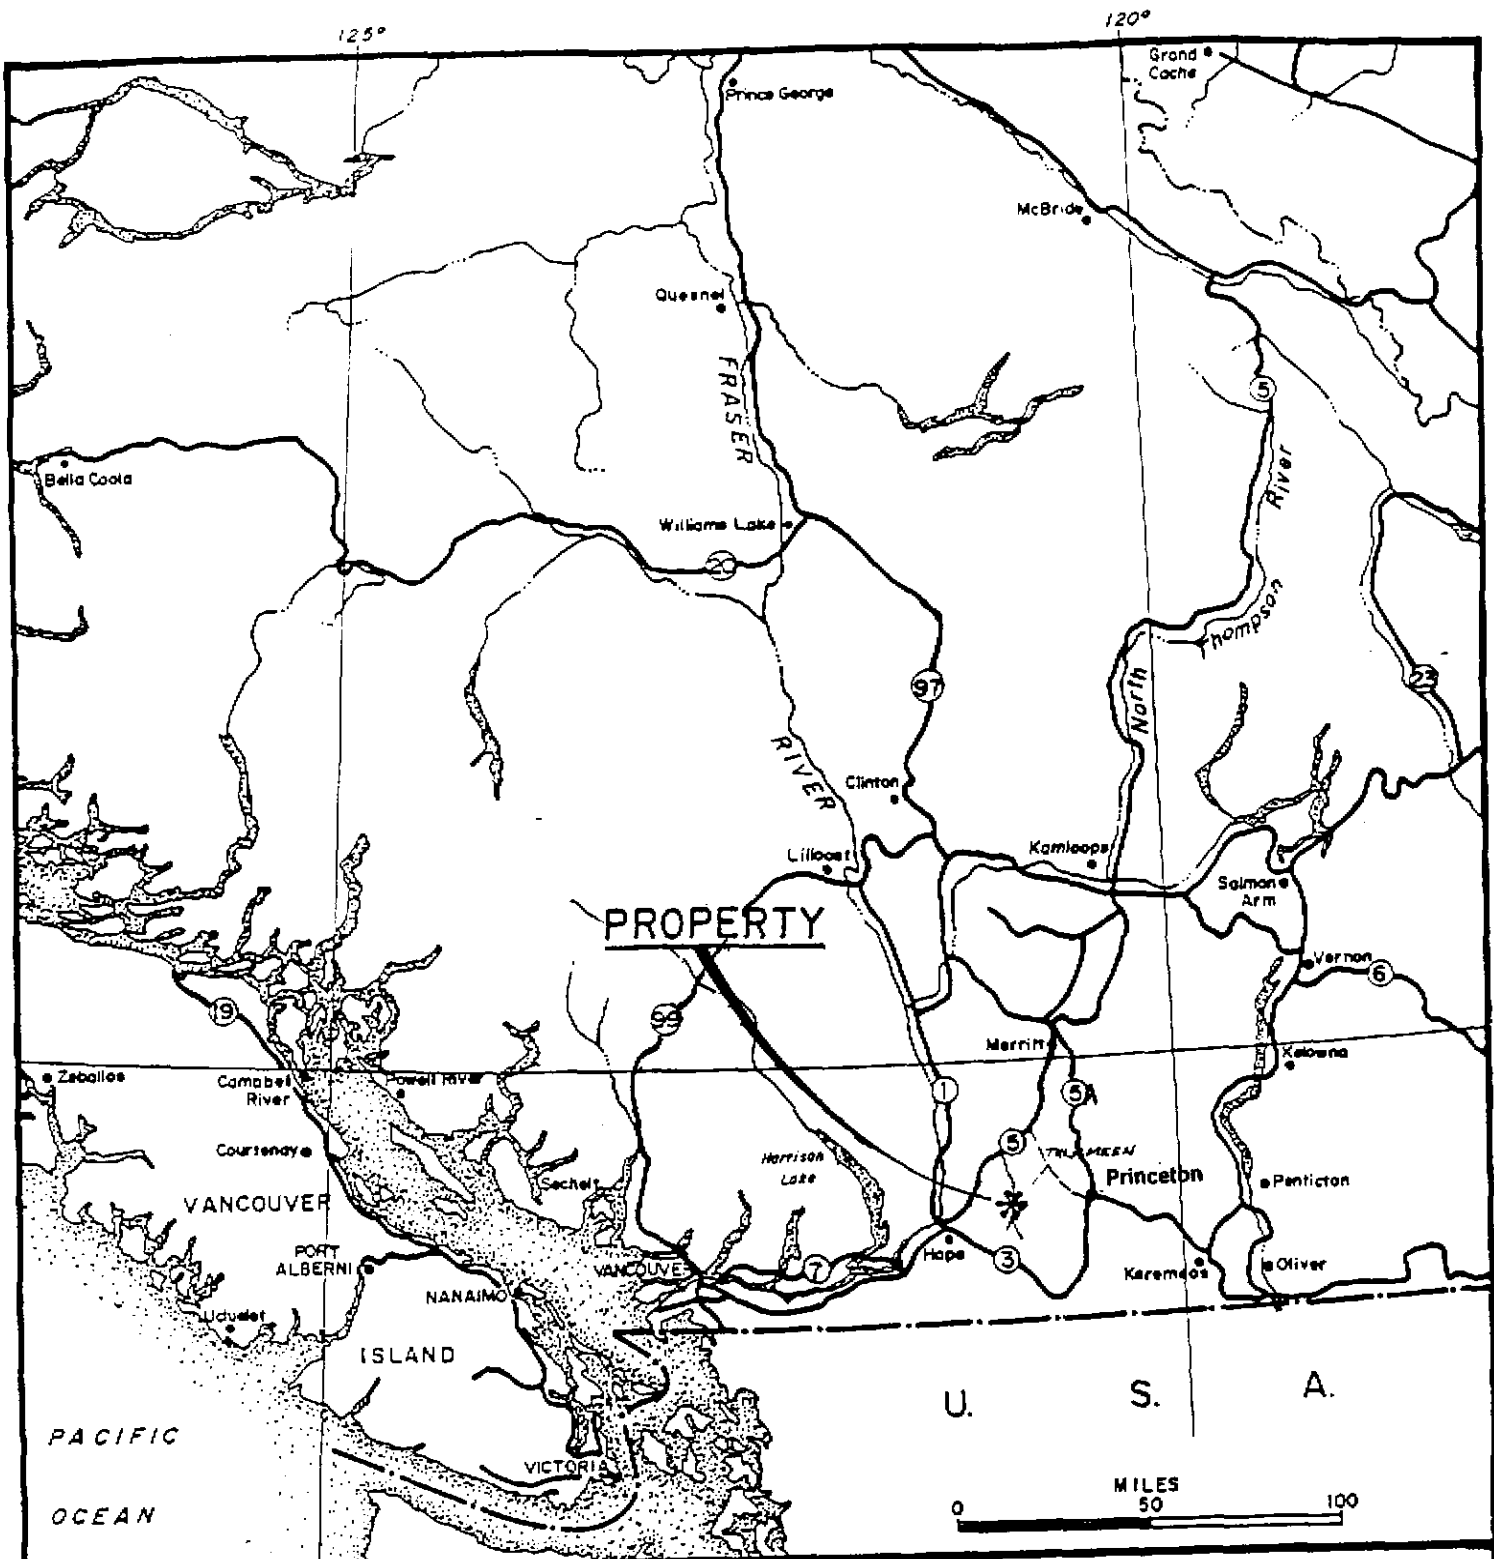 125°
120°
Grand
Cache
Prince George
McBride
Quesnel
FRASER
5
River
Bella Coola
Williams Lake
20
Thompson
97
23
North
RIVER
Clinton
Lillooet
Kamloops
Salmon
Arm
PROPERTY
Vernon
6
19
99
Merritt
Kelowna
Zeballos
Cambbel
River
Powell River
1
5A
5
Courtenay
Harrison
Lake
TULAMEEN
Princeton
Penticton
Sechelt
VANCOUVER
PORT
ALBERNI
Hope
3
7
VANCOUVE
Keremeos
Oliver
NANAIMO
Ucluelet
ISLAND
U. S. A.
PACIFIC
OCEAN
VICTORIA
MILES
0 50 100